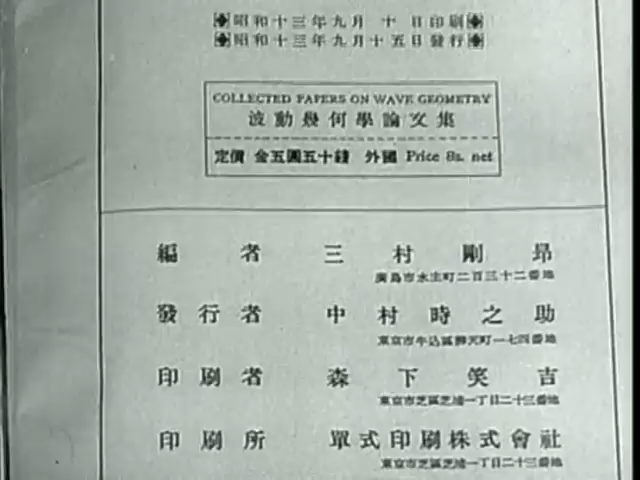 昭和十三年九月 十 日印刷
昭和十三年九月十五日發行
COLLECTED PAPERS ON WAVE GEOMETRY
波動幾何學論文集
定價 金五圓五十錢 外國 Price 8s. net
編者 三村剛昂
廣島市水主町二百三十二番地
發行者 中村時之助
東京市牛込區辨天町一七四番地
印刷者 森下笑吉
東京市芝區芝浦一丁目二十三番地
印刷所 單式印刷株式會社
東京市芝區芝浦一丁目二十三番地